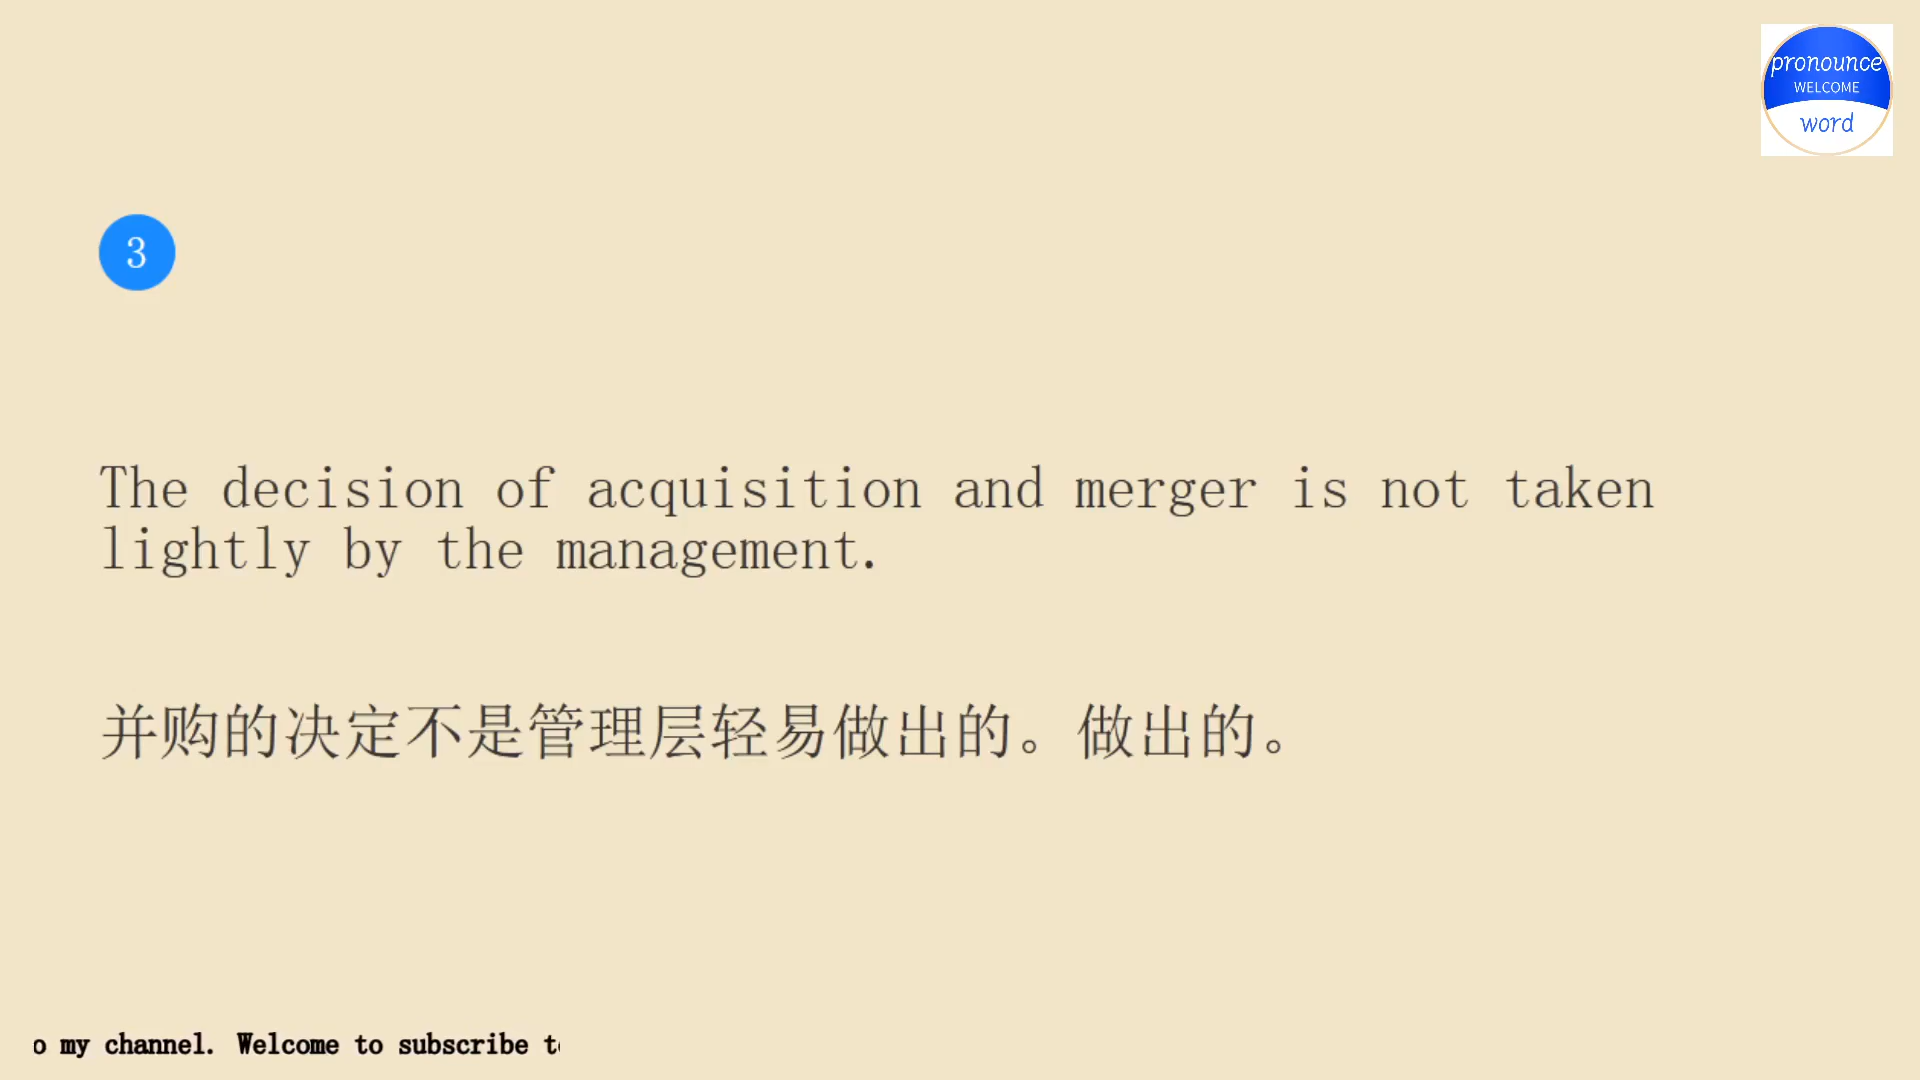 pronounce
WELCOME
word
3
The decision of acquisition and merger is not taken
lightly by the management.
并购的决定不是管理层轻易做出的。做出的。
o my channel. Welcome to subscribe to